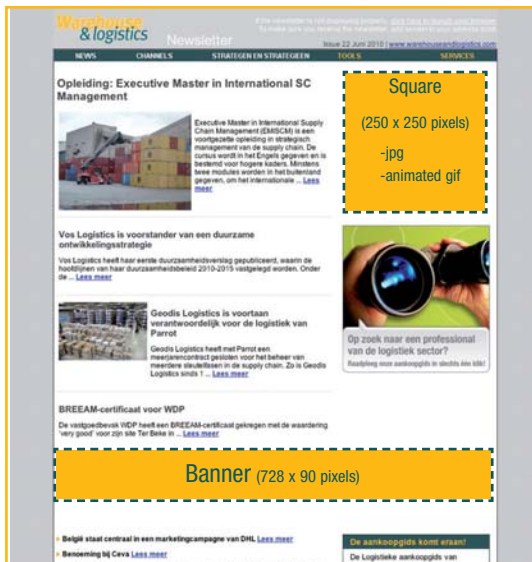 Warehouse
& logistics
Newsletter
Issue 22 Juni 2010 | www.warehouseandlogistics.com
NEWS CHANNELS STRATEGEN EN STRATEGIEEN TOOLS SERVICES
Opleiding: Executive Master in International SC
Management
Executive Master in International Supply
Chain Management (EMISCM) is een
voortgezette opleiding in strategisch
management van de supply chain. De
cursus wordt in het Engels gegeven en is
bestemd voor hogere kaders. Minstens
twee modules worden in het buitenland
gegeven, om het internationale ... Lees
meer
Square
(250 x 250 pixels)
-jpg
-animated gif
Vos Logistics is voorstander van een duurzame
ontwikkelingsstrategie
Vos Logistics heeft haar eerste duurzaamheidsverslag gepubliceerd, waarin de
hoofdlijnen van haar duurzaamheidsbeleid 2010-2015 vastgelegd worden. Onder
de ... Lees meer
Geodis Logistics is voortaan
verantwoordelijk voor de logistiek van
Parrot
Geodis Logistics heeft met Parrot een
meerjarencontract gesloten voor het beheer van
meerdere sleutelfissen in de supply chain. Zo is Geodis
Logistics sinds 1 ... Lees meer
Op zoek naar een professional
van de logistiek sector?
Raadpleeg onze aankoopgids in slechts één klik!
BREEAM-certificaat voor WDP
De vastgoedbevak WDP heeft een BREEAM-certificaat gekregen met de waardering
'very good' voor zijn site Ter Beke in ... Lees meer
Banner (728 x 90 pixels)
België staat centraal in een marketingcampagne van DHL Lees meer
Benoeming bij Ceva Lees meer
De aankoopgids komt eraan!
De Logistieke aankoopgids van